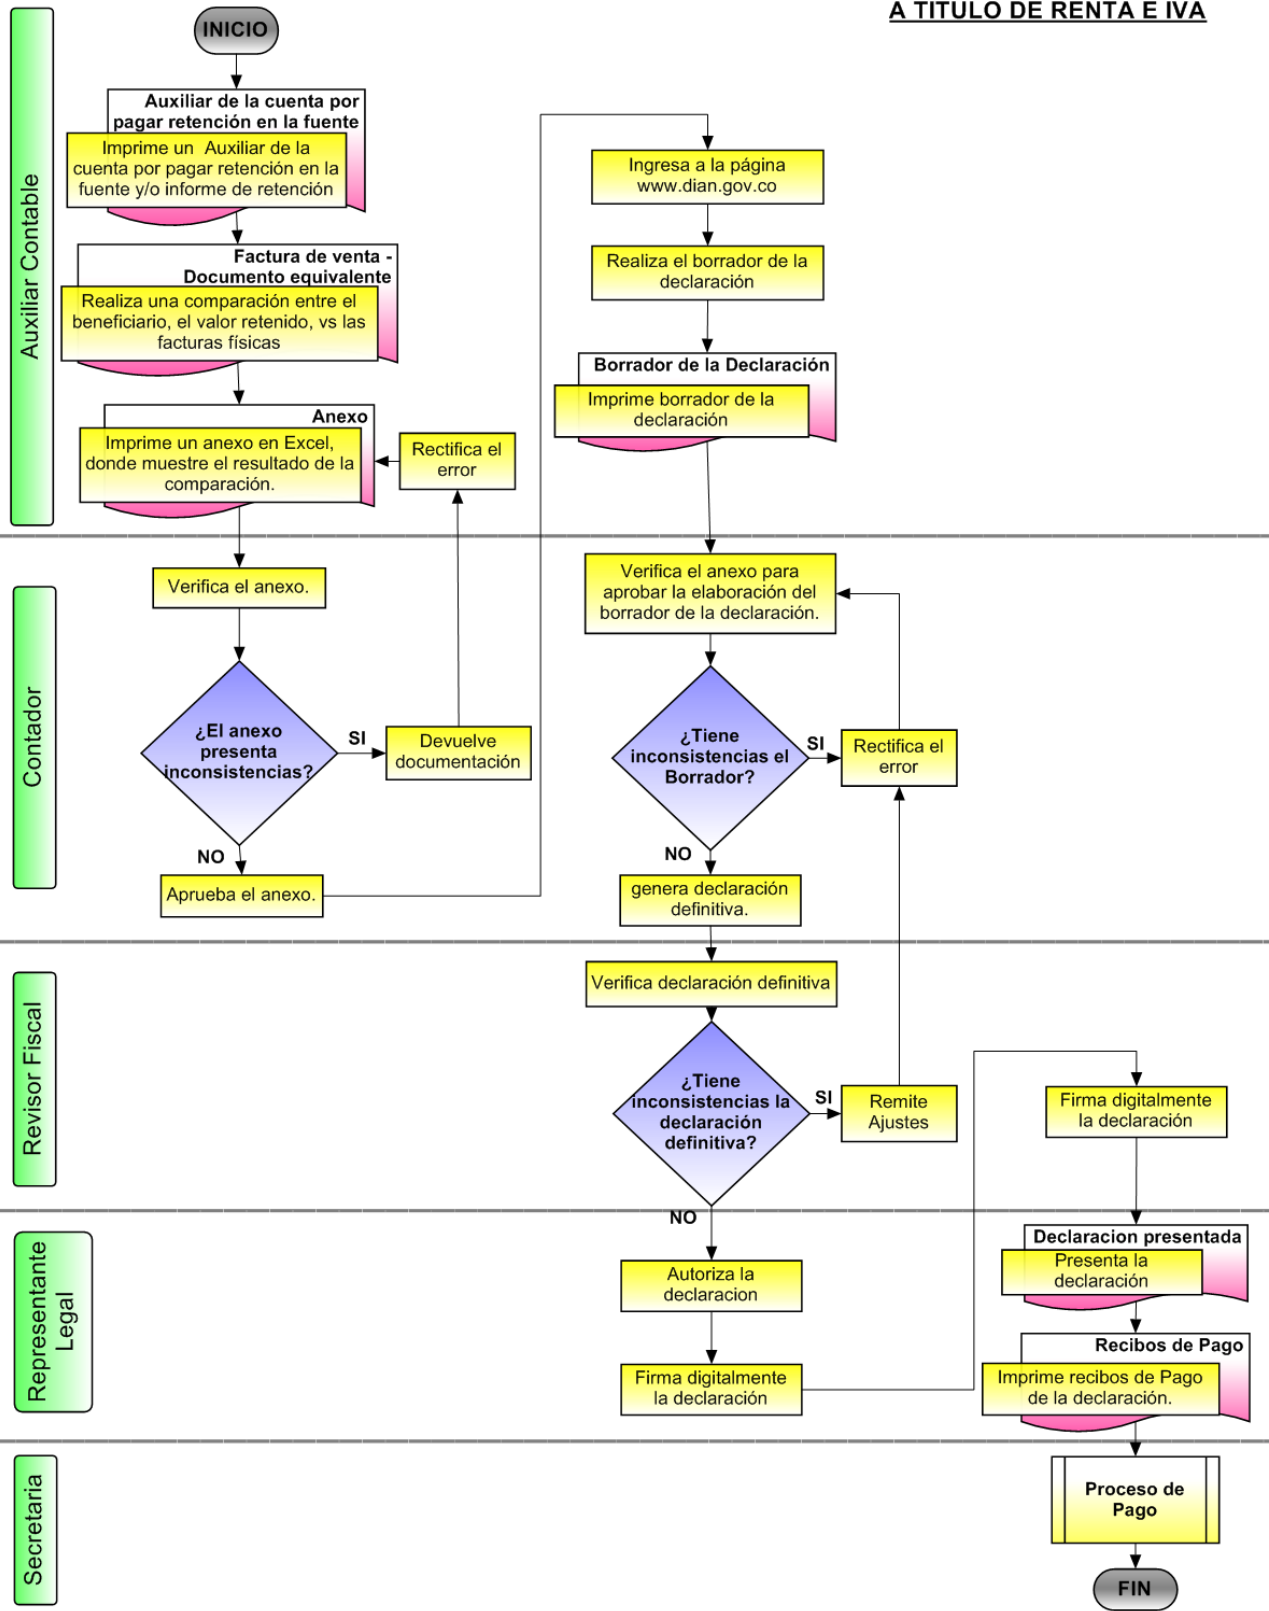 A TITULO DE RENTA E IVA
Auxiliar Contable
INICIO
Auxiliar de la cuenta por
pagar retención en la fuente
Imprime un Auxiliar de la
cuenta por pagar retención en la
fuente y/o informe de retención
Factura de venta -
Documento equivalente
Realiza una comparación entre el
beneficiario, el valor retenido, vs las
facturas físicas
Anexo
Imprime un anexo en Excel,
donde muestre el resultado de la
comparación.
Rectifica el
error
Ingresa a la página
www.dian.gov.co
Realiza el borrador de la
declaración
Borrador de la Declaración
Imprime borrador de la
declaración
Contador
Verifica el anexo.
¿El anexo
presenta
inconsistencias?
SI
Devuelve
documentación
NO
Aprueba el anexo.
Verifica el anexo para
aprobar la elaboración del
borrador de la declaración.
¿Tiene
inconsistencias el
Borrador?
SI
Rectifica el
error
NO
genera declaración
definitiva.
Revisor Fiscal
Verifica declaración definitiva
¿Tiene
inconsistencias la
declaración
definitiva?
SI
Remite
Ajustes
NO
Firma digitalmente
la declaración
Representante
Legal
Autoriza la
declaracion
Firma digitalmente
la declaración
Declaracion presentada
Presenta la
declaración
Recibos de Pago
Imprime recibos de Pago
de la declaración.
Secretaria
Proceso de
Pago
FIN